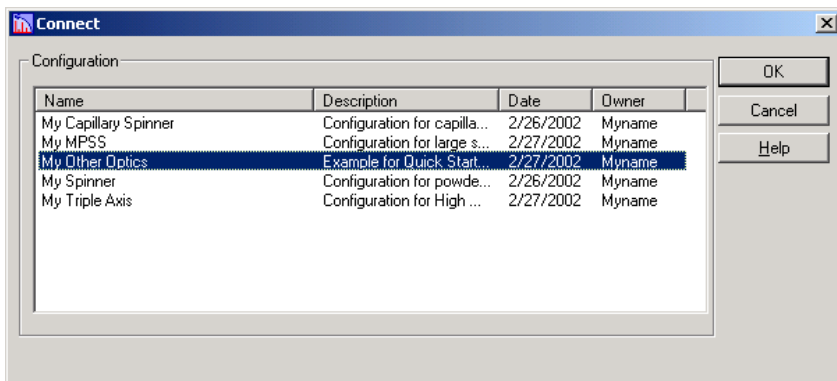 Connect
Configuration
Name Description Date Owner
My Capillary Spinner Configuration for capilla... 2/26/2002 Myname
My MPSS Configuration for large s... 2/27/2002 Myname
My Other Optics Example for Quick Start... 2/27/2002 Myname
My Spinner Configuration for powde... 2/26/2002 Myname
My Triple Axis Configuration for High ... 2/27/2002 Myname
OK
Cancel
Help